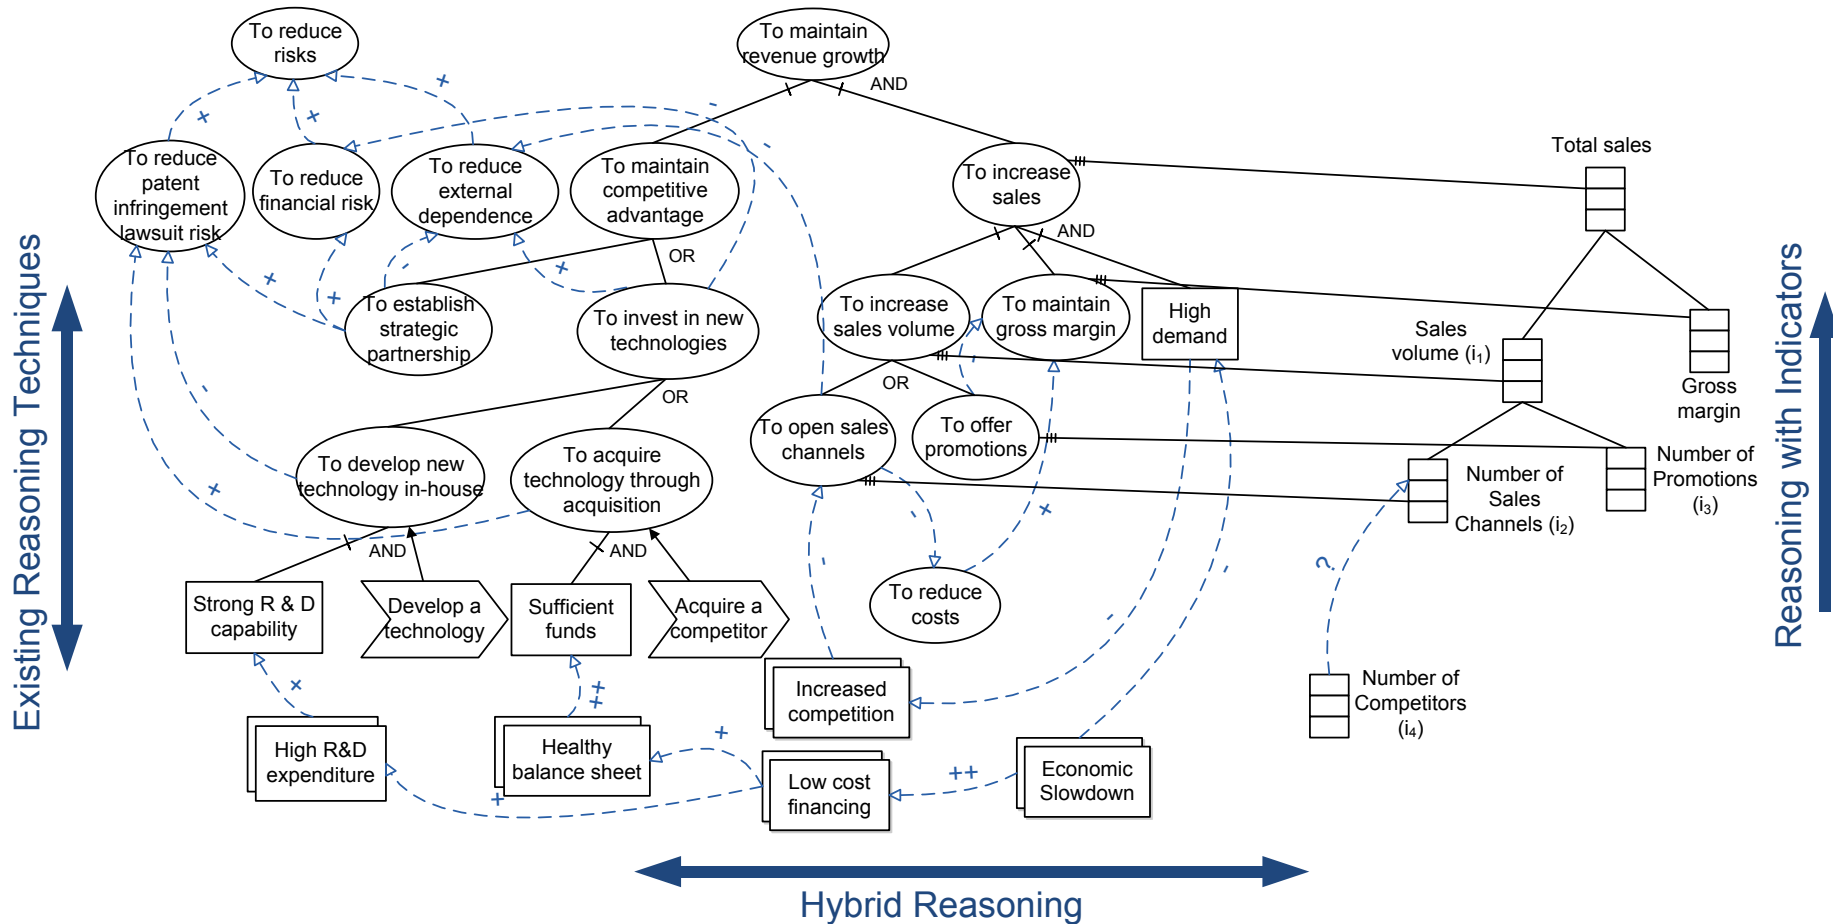 To reduce
risks
To maintain
revenue growth
AND
To reduce
patent
infringement
lawsuit risk
To reduce
financial risk
To reduce
external
dependence
To maintain
competitive
advantage
To increase
sales
Total sales
OR
AND
To establish
strategic
partnership
To invest in new
technologies
To increase
sales volume
To maintain
gross margin
High
demand
Sales
volume (i1)
Gross
margin
OR
OR
To develop new
technology in-house
To acquire
technology through
acquisition
To open sales
channels
To offer
promotions
Number of
Sales
Channels (i2)
Number of
Promotions
(i3)
AND
AND
Strong R & D
capability
Develop a
technology
Sufficient
funds
Acquire a
competitor
To reduce
costs
?
Increased
competition
Number of
Competitors
(i4)
High R&D
expenditure
Healthy
balance sheet
Low cost
financing
Economic
Slowdown
+
+
+
-
-
+
-
+
+
-
+
-
-
+
-
-
-
+
++
+
+
++
Existing Reasoning Techniques
Reasoning with Indicators
Hybrid Reasoning